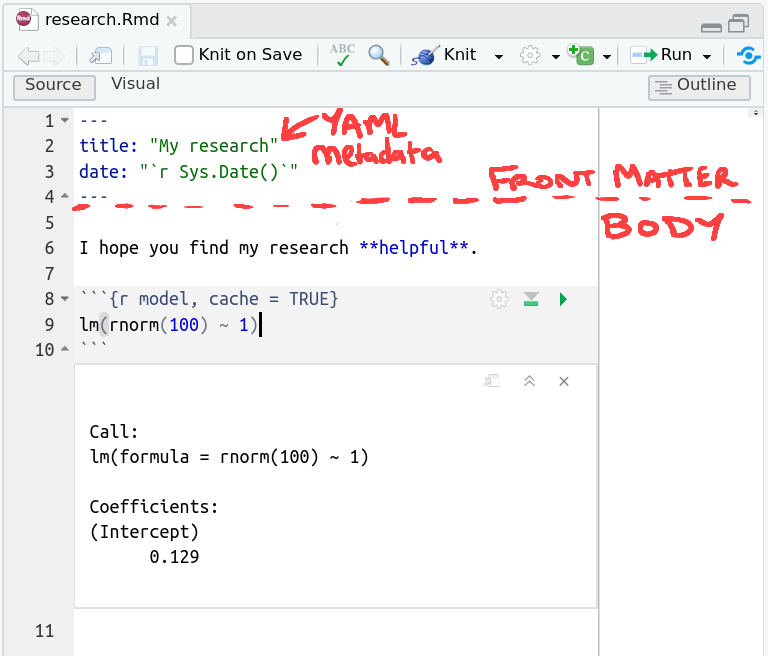 Rmd research.Rmd ×
Knit on Save ABC Knit C Run
Source Visual Outline
1 ---
YAML
2 title: "My research"
metadata
3 date: "`r Sys.Date()`"
FRONT MATTER
4 ---
BODY
5
6 I hope you find my research **helpful**.
7
8 ```{r model, cache = TRUE}
9 lm(rnorm(100) ~ 1)
10 ```
Call:
lm(formula = rnorm(100) ~ 1)
Coefficients:
(Intercept)
0.129
11